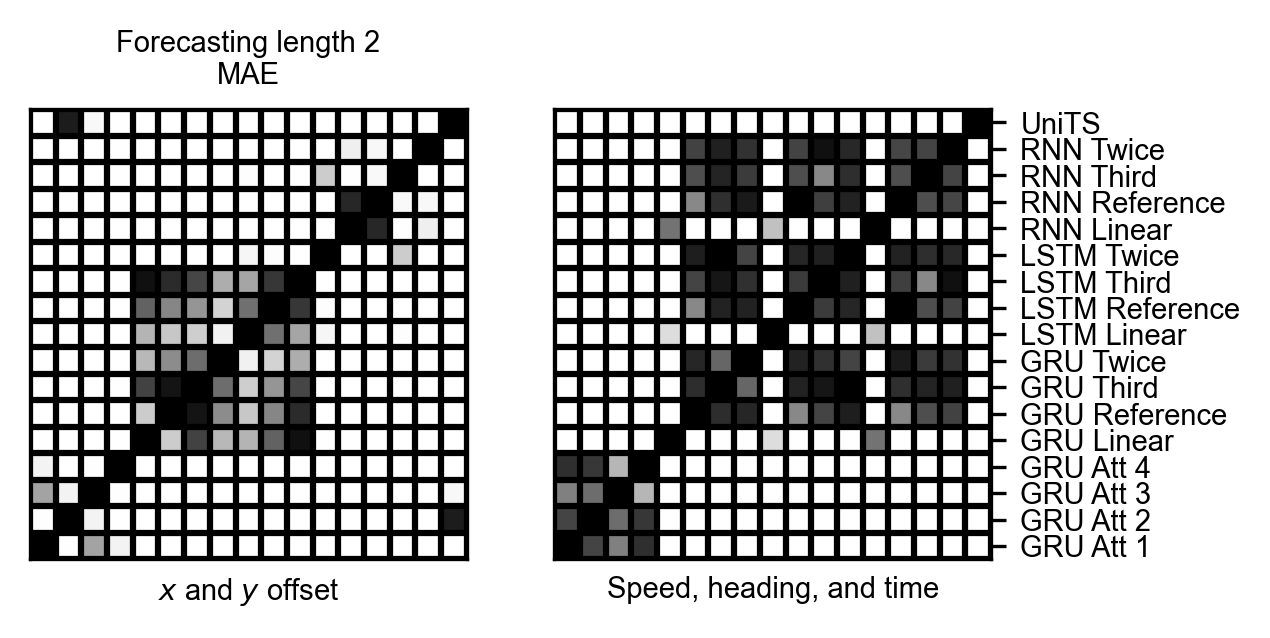 Forecasting length 2
MAE
UniTS
RNN Twice
RNN Third
RNN Reference
RNN Linear
LSTM Twice
LSTM Third
LSTM Reference
LSTM Linear
GRU Twice
GRU Third
GRU Reference
GRU Linear
GRU Att 4
GRU Att 3
GRU Att 2
GRU Att 1
x and y offset
Speed, heading, and time